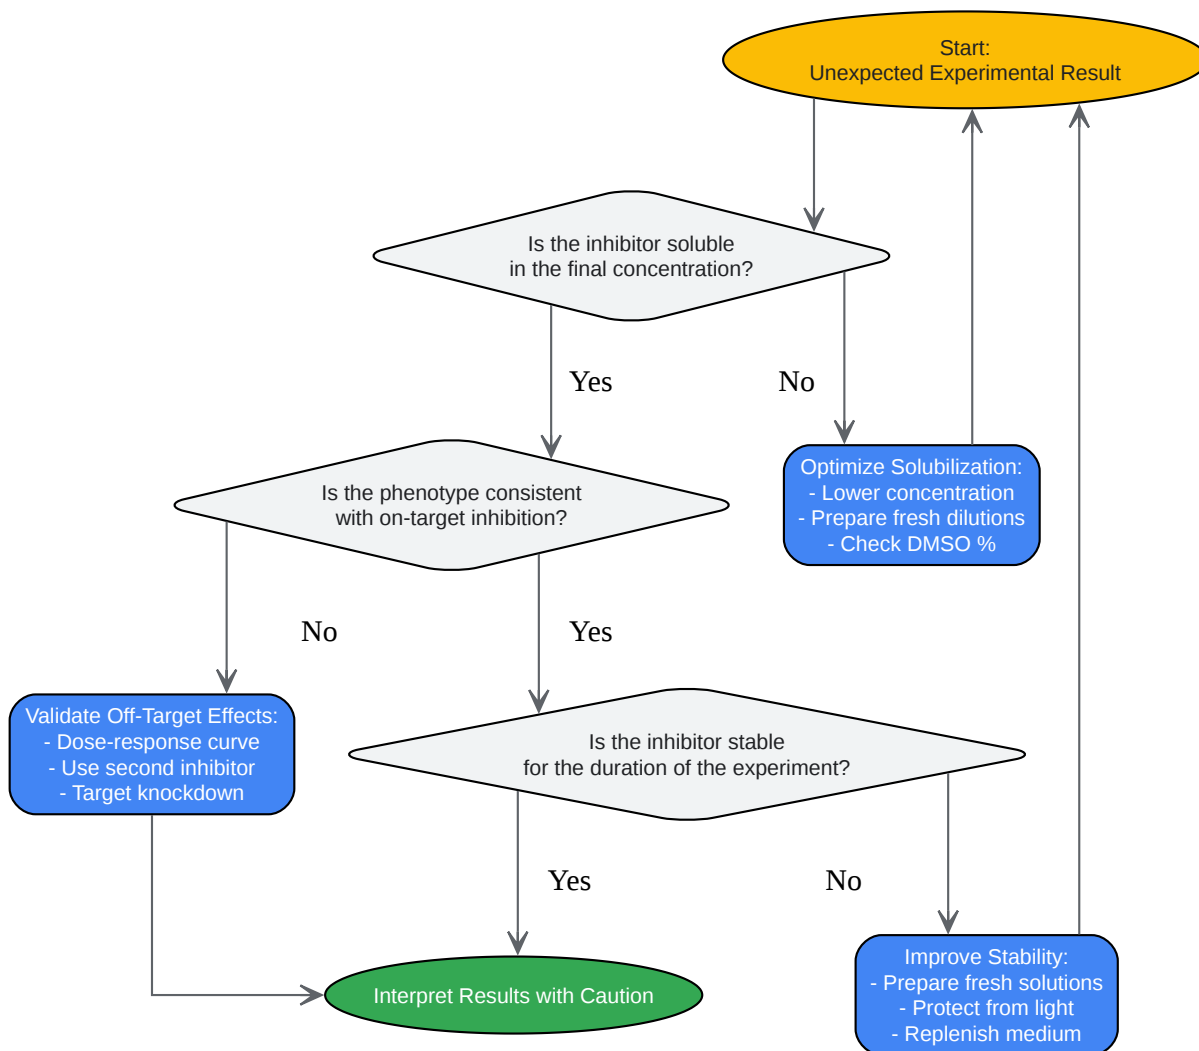 Start:
Unexpected Experimental Result
Is the inhibitor soluble
in the final concentration?
Yes
No
Is the phenotype consistent
with on-target inhibition?
Optimize Solubilization:
- Lower concentration
- Prepare fresh dilutions
- Check DMSO %
No
Yes
Validate Off-Target Effects:
- Dose-response curve
- Use second inhibitor
- Target knockdown
Is the inhibitor stable
for the duration of the experiment?
Yes
No
Interpret Results with Caution
Improve Stability:
- Prepare fresh solutions
- Protect from light
- Replenish medium